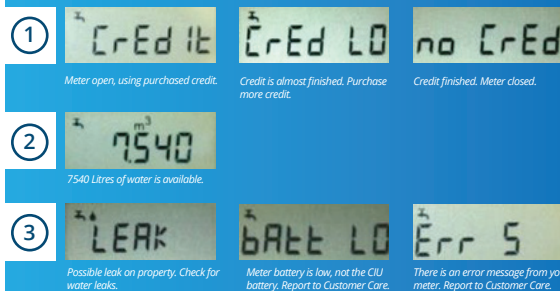 1
CrEd It
CrEd LO
no CrEd
Meter open, using purchased credit.
Credit is almost finished. Purchase
more credit.
Credit finished. Meter closed.
2
m³
7.540
7540 Litres of water is available.
3
LEAK
bAtt LO
Err 5
Possible leak on property. Check for
water leaks.
Meter battery is low, not the CIU
battery. Report to Customer Care.
There is an error message from yo
meter. Report to Customer Care.